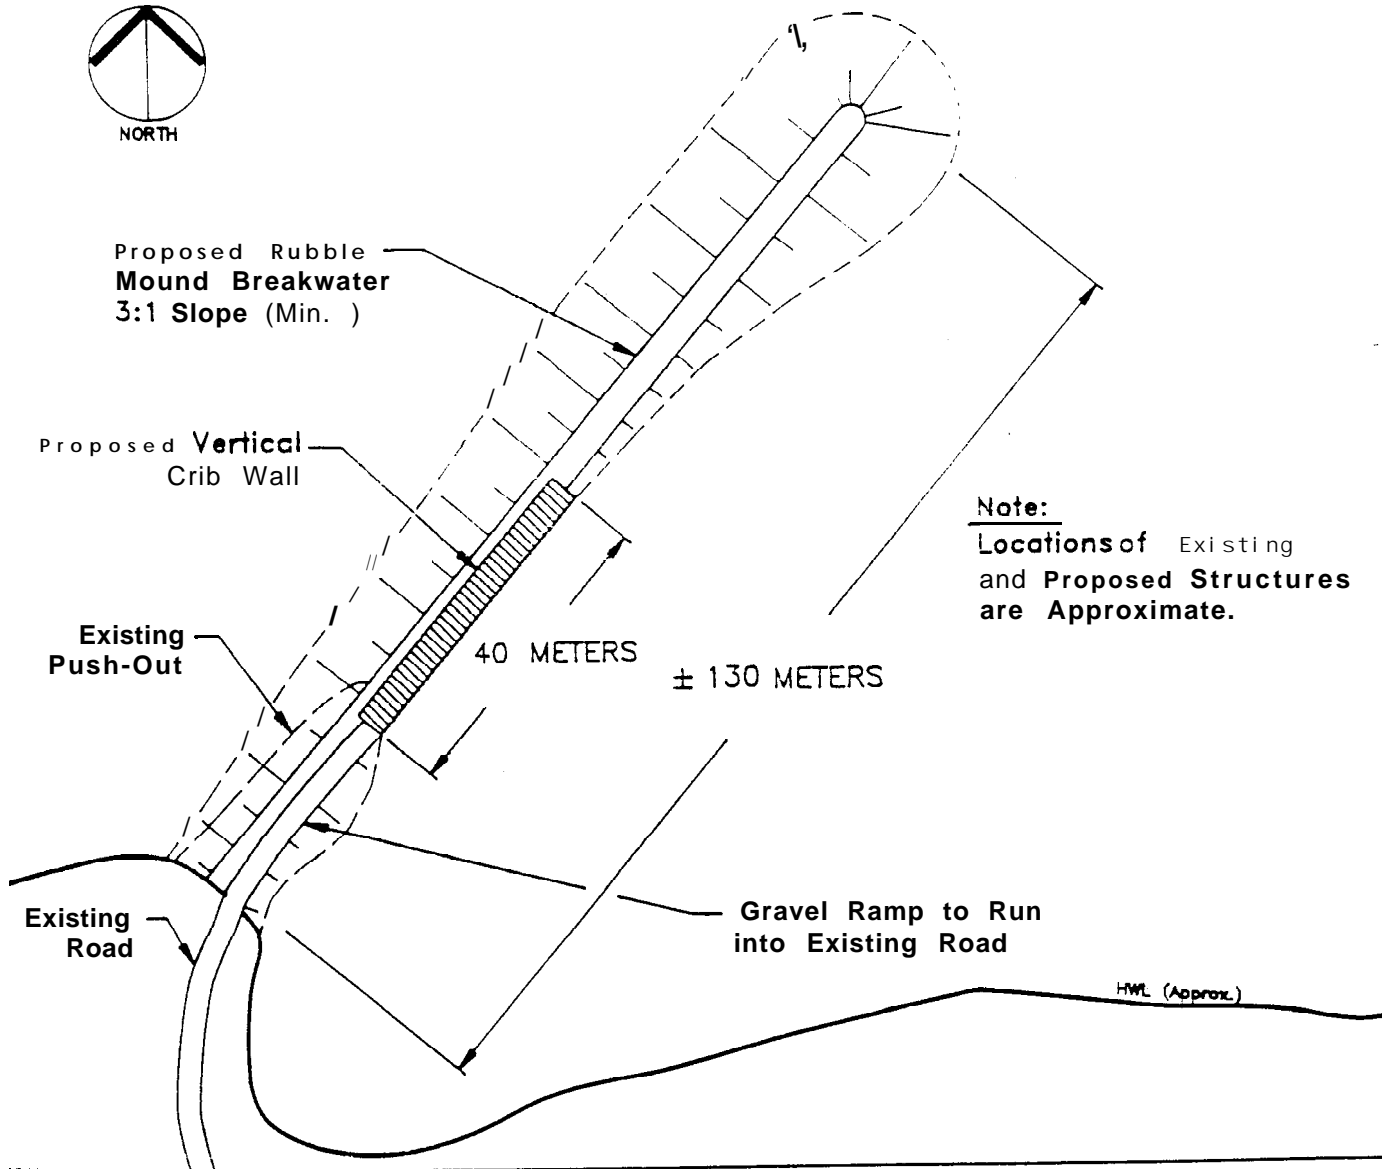 NORTH
Proposed Rubble
Mound Breakwater
3:1 Slope (Min. )
Proposed Vertical
Crib Wall
Note:
Locations of Existing
and Proposed Structures
are Approximate.
Existing
Push-Out
40 METERS
± 130 METERS
Existing
Road
Gravel Ramp to Run
into Existing Road
HWL (Approx.)